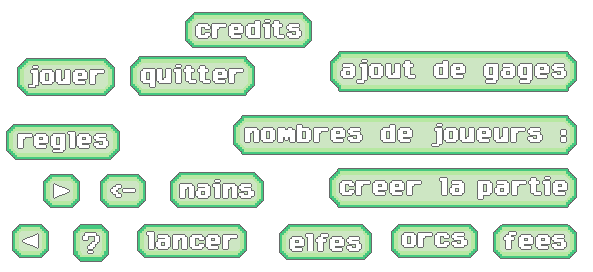 credits
jouer quitter ajout de gages
regles nombres de joueurs :
▷ <- nains creer la partie
◁ ? lancer elfes orcs fees